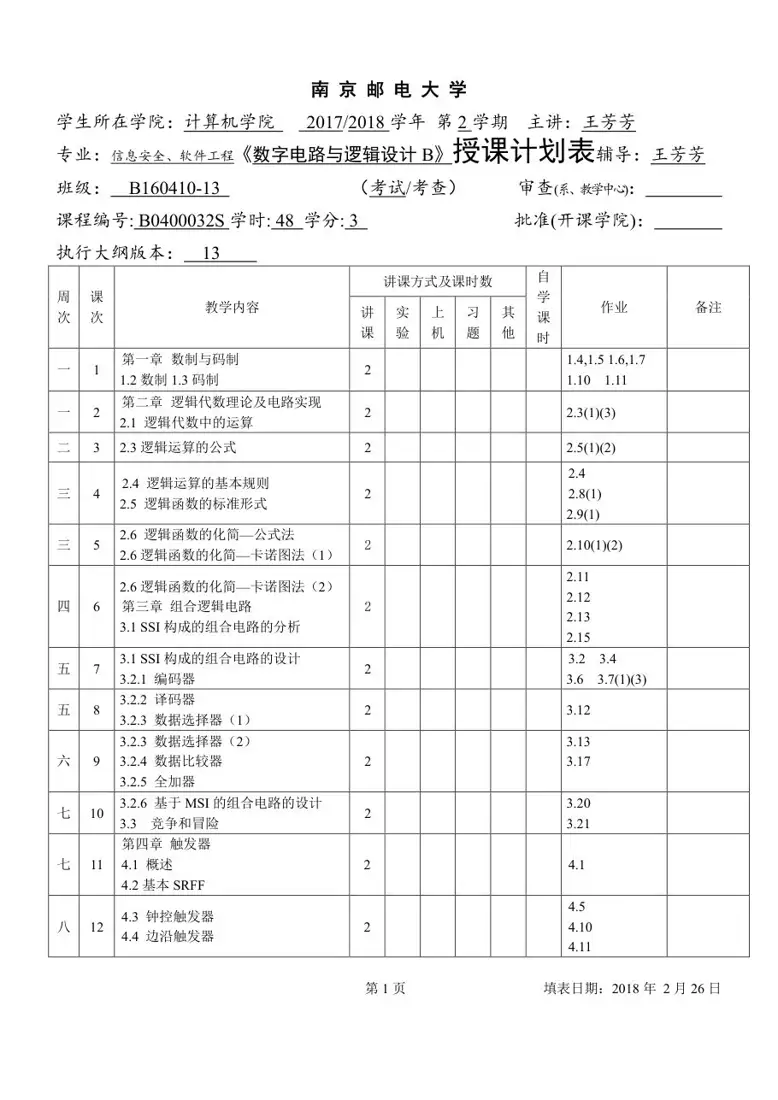 南京邮电大学
学生所在学院：计算机学院 2017/2018 学年 第 2 学期 主讲：王芳芳
专业：信息安全、软件工程《数字电路与逻辑设计 B》授课计划表辅导：王芳芳
班级： B160410-13 （考试/考查） 审查(系、教学中心)：
课程编号: B0400032S 学时: 48 学分: 3 批准(开课学院)：
执行大纲版本： 13
周次 课次 教学内容 讲课方式及课时数 自学课时 作业 备注
讲课 实验 上机 习题 其他
一 1 第一章 数制与码制 2 1.4,1.5 1.6,1.7
1.2 数制 1.3 码制 1.10 1.11
一 2 第二章 逻辑代数理论及电路实现 2 2.3(1)(3)
2.1 逻辑代数中的运算
二 3 2.3 逻辑运算的公式 2 2.5(1)(2)
三 4 2.4 逻辑运算的基本规则 2 2.4
2.5 逻辑函数的标准形式 2.8(1)
2.9(1)
三 5 2.6 逻辑函数的化简—公式法 2 2.10(1)(2)
2.6 逻辑函数的化简—卡诺图法（1）
四 6 2.6 逻辑函数的化简—卡诺图法（2） 2 2.11
第三章 组合逻辑电路 2.12
3.1 SSI 构成的组合电路的分析 2.13
2.15
五 7 3.1 SSI 构成的组合电路的设计 2 3.2 3.4
3.2.1 编码器 3.6 3.7(1)(3)
五 8 3.2.2 译码器 2 3.12
3.2.3 数据选择器（1）
六 9 3.2.3 数据选择器（2） 2 3.13
3.2.4 数据比较器 3.17
3.2.5 全加器
七 10 3.2.6 基于 MSI 的组合电路的设计 2 3.20
3.3 竞争和冒险 3.21
七 11 第四章 触发器 2 4.1
4.1 概述
4.2 基本 SRFF
八 12 4.3 钟控触发器 2 4.5
4.4 边沿触发器 4.10
4.11
第 1 页 填表日期：2018 年 2 月 26 日